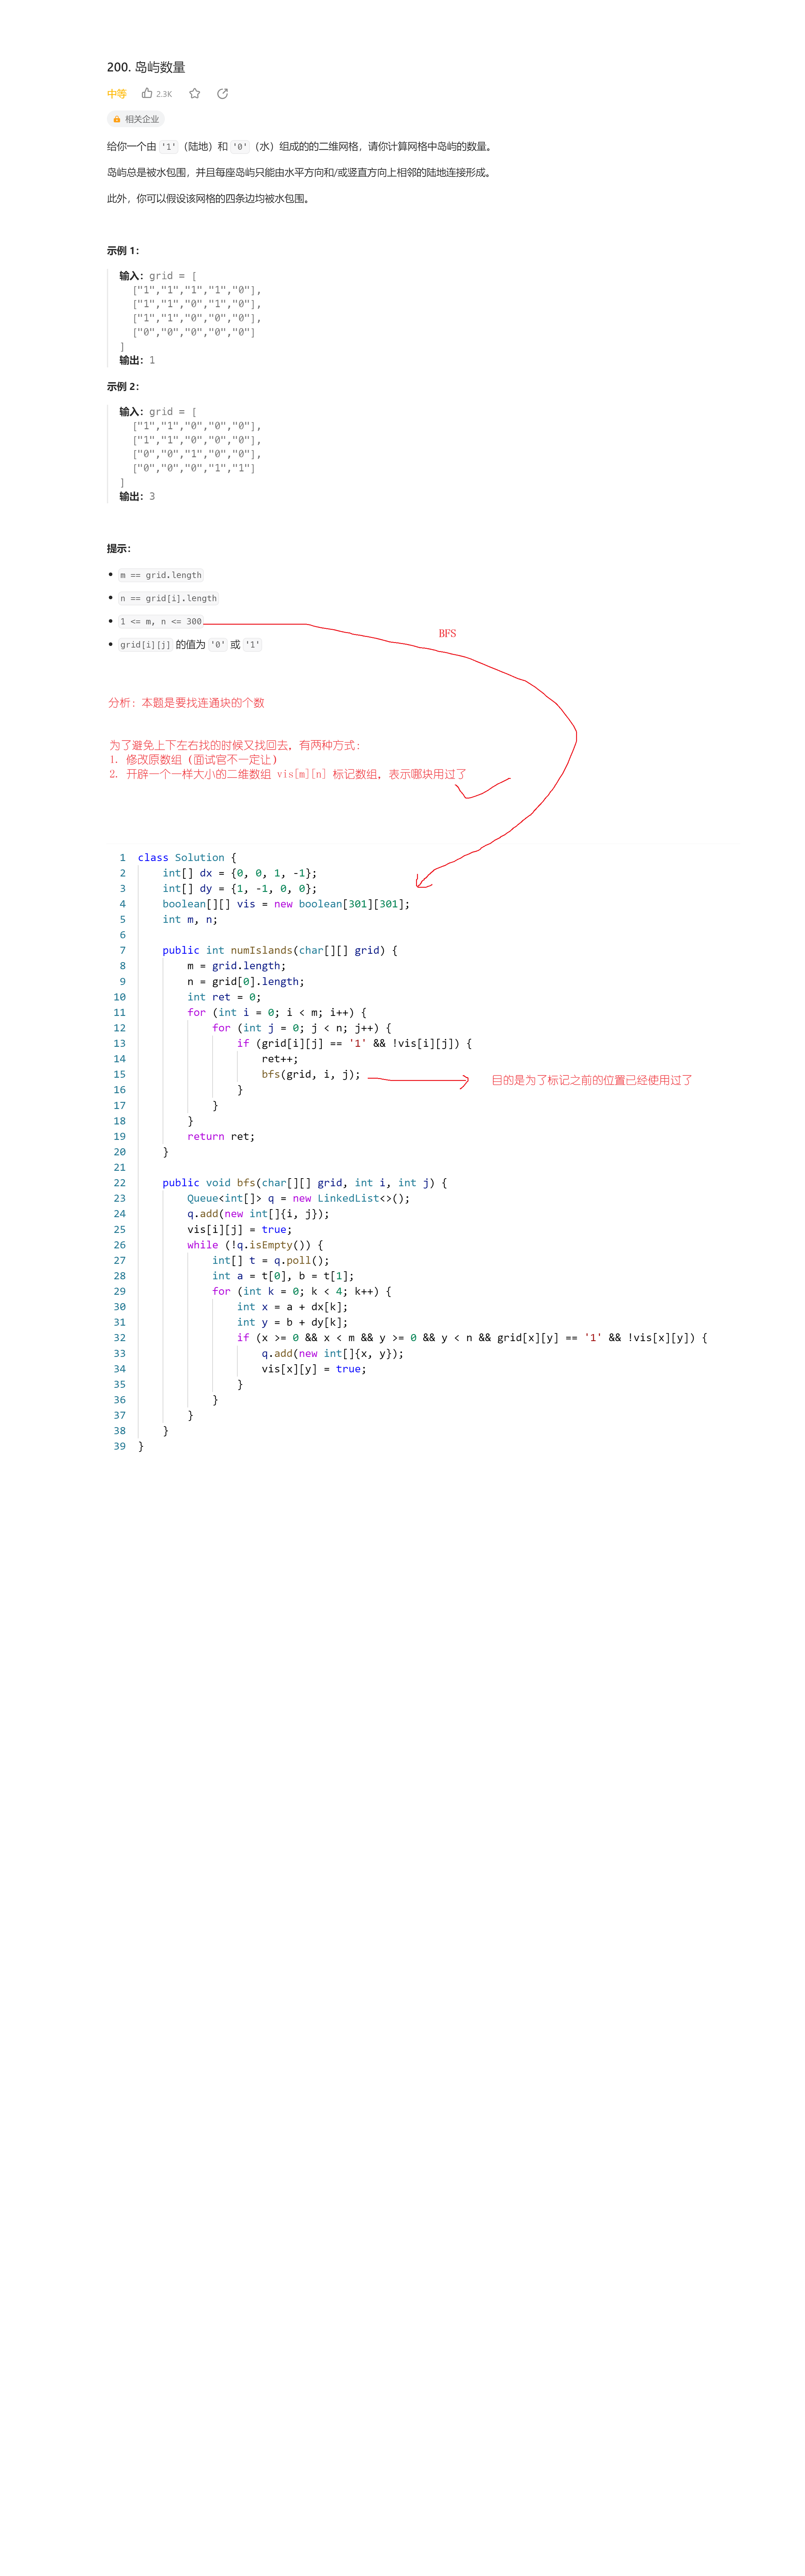 200. 岛屿数量
中等 2.3K
相关企业
给你一个由 '1'（陆地）和 '0'（水）组成的的二维网格，请你计算网格中岛屿的数量。
岛屿总是被水包围，并且每座岛屿只能由水平方向和/或竖直方向上相邻的陆地连接形成。
此外，你可以假设该网格的四条边均被水包围。
示例 1：
输入：grid = [
["1","1","1","1","0"],
["1","1","0","1","0"],
["1","1","0","0","0"],
["0","0","0","0","0"]
]
输出：1
示例 2：
输入：grid = [
["1","1","0","0","0"],
["1","1","0","0","0"],
["0","0","1","0","0"],
["0","0","0","1","1"]
]
输出：3
提示：
• m == grid.length
• n == grid[i].length
• 1 <= m, n <= 300
BFS
• grid[i][j] 的值为 '0' 或 '1'
分析：本题是要找连通块的个数
为了避免上下左右找的时候又找回去，有两种方式：
1. 修改原数组（面试官不一定让）
2. 开辟一个一样大小的二维数组 vis[m][n] 标记数组，表示哪块用过了
1 class Solution {
2 int[] dx = {0, 0, 1, -1};
3 int[] dy = {1, -1, 0, 0};
4 boolean[][] vis = new boolean[301][301];
5 int m, n;
6
7 public int numIslands(char[][] grid) {
8 m = grid.length;
9 n = grid[0].length;
10 int ret = 0;
11 for (int i = 0; i < m; i++) {
12 for (int j = 0; j < n; j++) {
13 if (grid[i][j] == '1' && !vis[i][j]) {
14 ret++;
15 bfs(grid, i, j); 目的是为了标记之前的位置已经使用过了
16 }
17 }
18 }
19 return ret;
20 }
21
22 public void bfs(char[][] grid, int i, int j) {
23 Queue<int[]> q = new LinkedList<>();
24 q.add(new int[]{i, j});
25 vis[i][j] = true;
26 while (!q.isEmpty()) {
27 int[] t = q.poll();
28 int a = t[0], b = t[1];
29 for (int k = 0; k < 4; k++) {
30 int x = a + dx[k];
31 int y = b + dy[k];
32 if (x >= 0 && x < m && y >= 0 && y < n && grid[x][y] == '1' && !vis[x][y]) {
33 q.add(new int[]{x, y});
34 vis[x][y] = true;
35 }
36 }
37 }
38 }
39 }